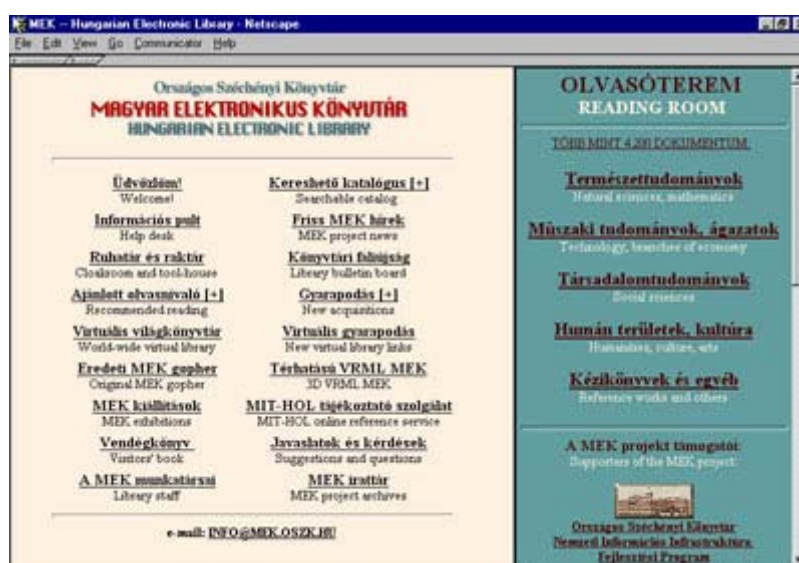 MEK -- Hungarian Electronic Library - Netscape
File Edit View Go Communicator Help
Országos Széchényi Könyvtár
MAGYAR ELEKTRONIKUS KÖNYVTÁR
HUNGARIAN ELECTRONIC LIBRARY
Üdvözlöm!
Welcome!
Információs pult
Help desk
Ruhatár és raktár
Cloakroom and tool-house
Ajánlott olvasnivaló [+]
Recommended reading
Virtuális világkönyvtár
World-wide virtual library
Eredeti MEK gopher
Original MEK gopher
MEK kiállítások
MEK exhibitions
Vendégkönyv
Visitors' book
A MEK munkatársai
Library staff
Kereshető katalógus [+]
Searchable catalog
Friss MEK hírek
MEK project news
Könyvtári faliújság
Library bulletin board
Gyarapodás [+]
New acquisitions
Virtuális gyarapodás
New virtual library links
Térhatású VRML MEK
3D VRML MEK
MIT-HOL tájékoztató szolgálat
MIT-HOL online reference service
Javaslatok és kérdések
Suggestions and questions
MEK irattár
MEK project archives
e-mail: INFO@MEK.OSZK.HU
OLVASÓTEREM
READING ROOM
TÖBB MINT 4.200 DOKUMENTUM
Természettudományok
Natural sciences, mathematics
Műszaki tudományok, ágazatok
Technology, branches of economy
Társadalomtudományok
Social sciences
Humán területek, kultúra
Humanities, culture, arts
Kézikönyvek és egyéb
Reference works and others
A MEK projekt támogatói:
Supporters of the MEK project:
Országos Széchényi Könyvtár
Nemzeti Információs Infrastruktúra
Fejlesztési Program